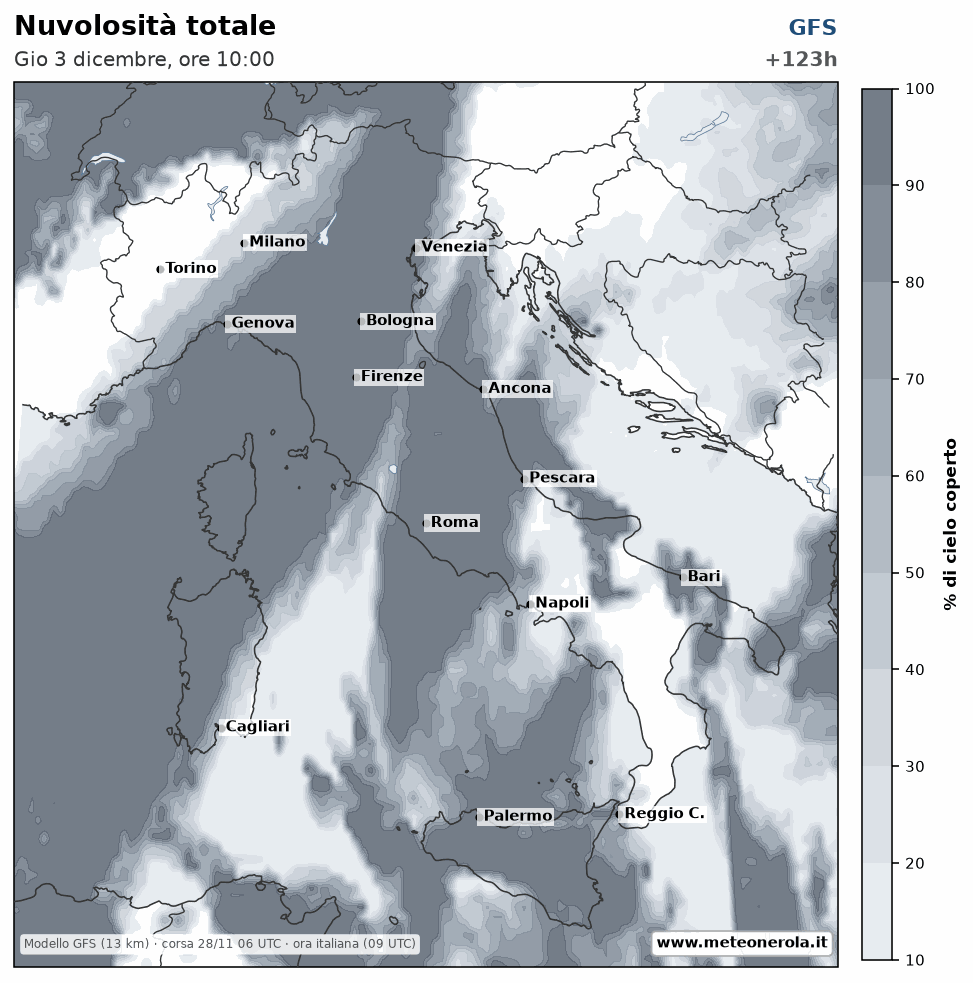 Nuvolosità totale
GFS
Gio 3 dicembre, ore 10:00
+123h
100
90
80
70
60
50
40
30
20
10
% di cielo coperto
Milano
Venezia
Torino
Genova
Bologna
Firenze
Ancona
Pescara
Roma
Bari
Napoli
Cagliari
Palermo
Reggio C.
Modello GFS (13 km) · corsa 28/11 06 UTC · ora italiana (09 UTC)
www.meteonerola.it